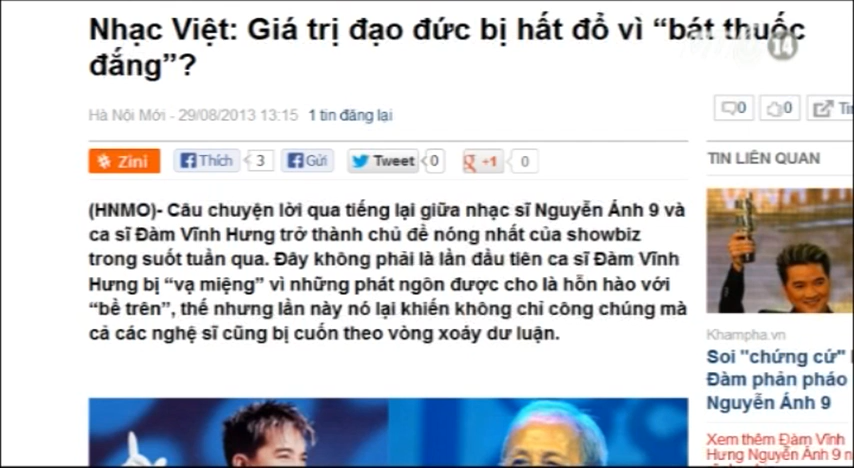 Nhạc Việt: Giá trị đạo đức bị hất đổ vì “bát thuốc
đắng”?
14
Hà Nội Mới - 29/08/2013 13:15 1 tin đăng lại
0 0
Zini Thích 3 Gửi Tweet 0 g +1 0
TIN LIÊN QUAN
(HNMO)- Câu chuyện lời qua tiếng lại giữa nhạc sĩ Nguyễn Ánh 9 và
ca sĩ Đàm Vĩnh Hưng trở thành chủ đề nóng nhất của showbiz
trong suốt tuần qua. Đây không phải là lần đầu tiên ca sĩ Đàm Vĩnh
Hưng bị “vạ miệng” vì những phát ngôn được cho là hỗn hào với
“bề trên”, thế nhưng lần này nó lại khiến không chỉ công chúng mà
cả các nghệ sĩ cũng bị cuốn theo vòng xoáy dư luận.
Khampha.vn
Soi "chứng cứ"
Đàm phản pháo
Nguyễn Ánh 9
Xem thêm Đàm Vĩnh
Hưng Nguyễn Ánh 9